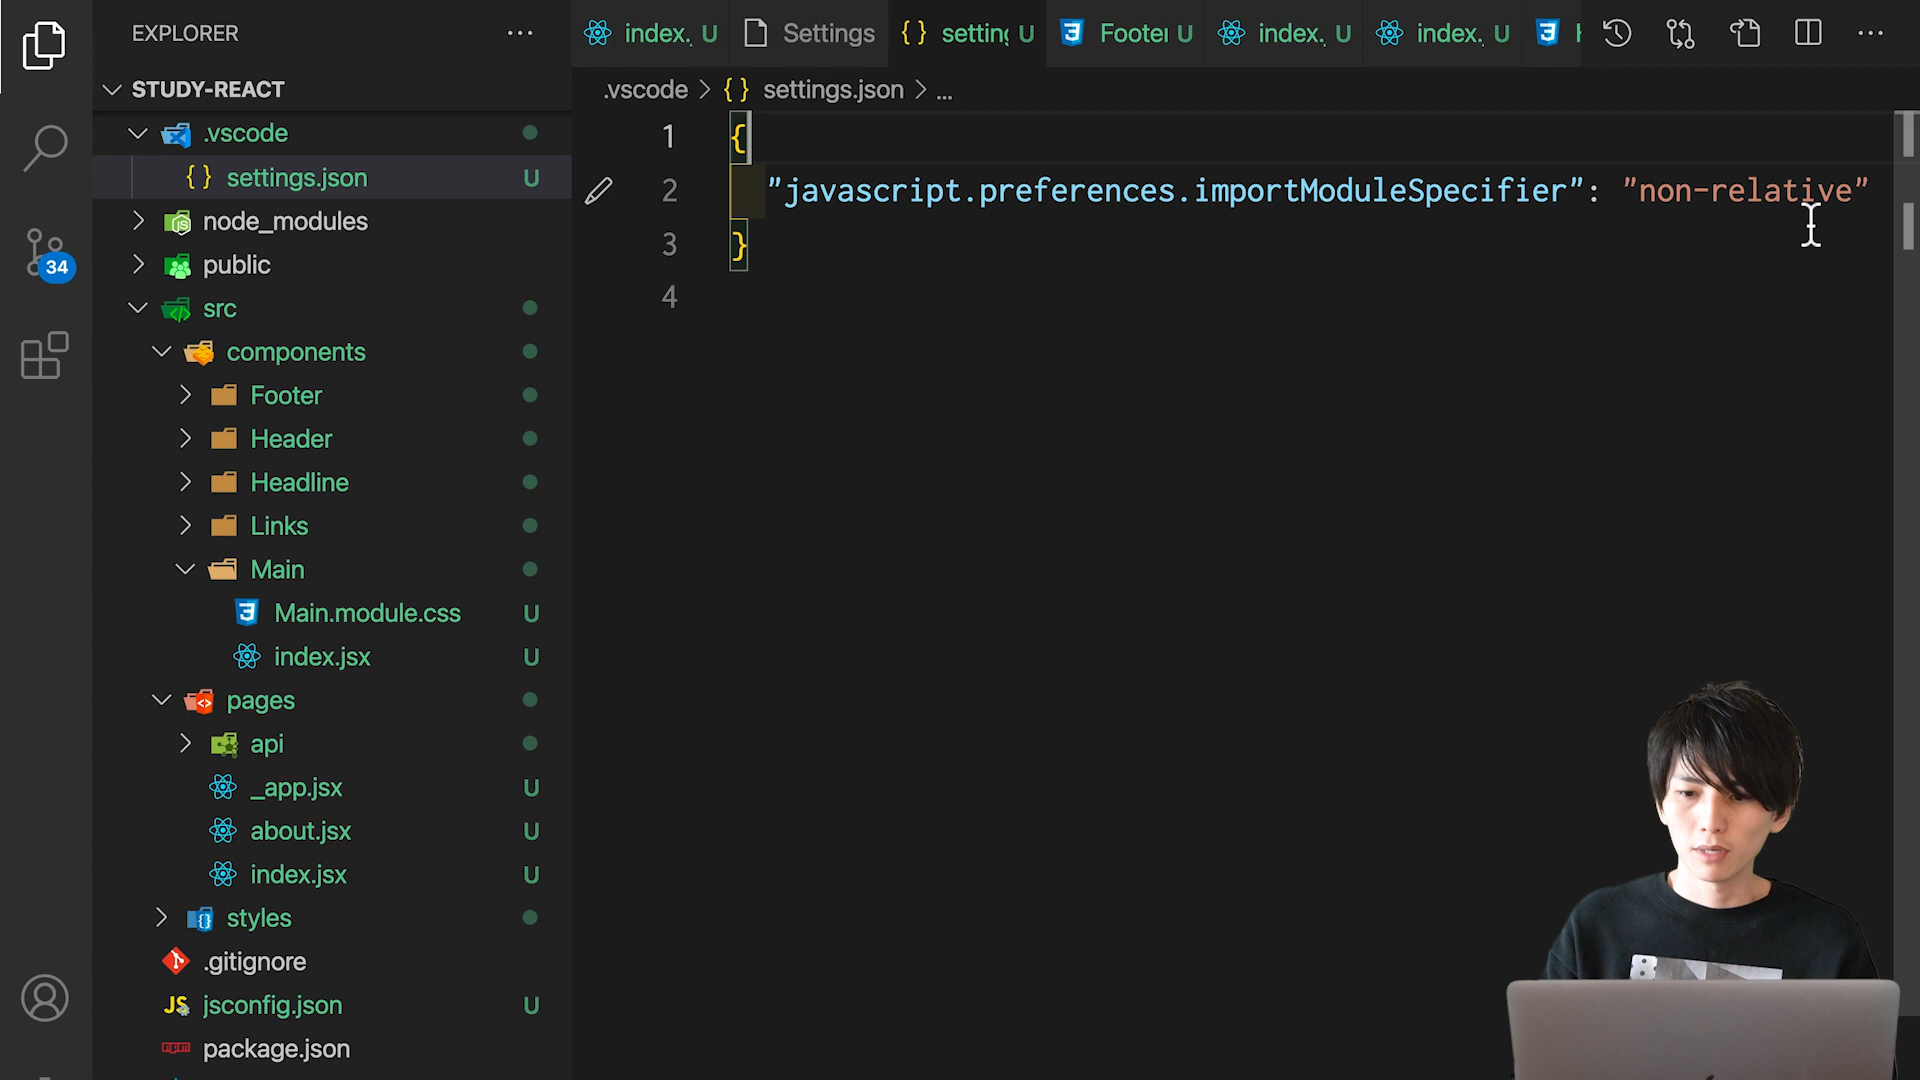 EXPLORER
STUDY-REACT
.vscode
settings.json U
node_modules
public
src
components
Footer
Header
Headline
Links
Main
Main.module.css U
index.jsx U
pages
api
_app.jsx U
about.jsx U
index.jsx U
styles
.gitignore
JS jsconfig.json U
npm package.json
34
index. U
Settings
{} setting U
Footer U
index. U
index. U
.vscode > {} settings.json > ...
1 {
2 "javascript.preferences.importModuleSpecifier": "non-relative"
3 }
4